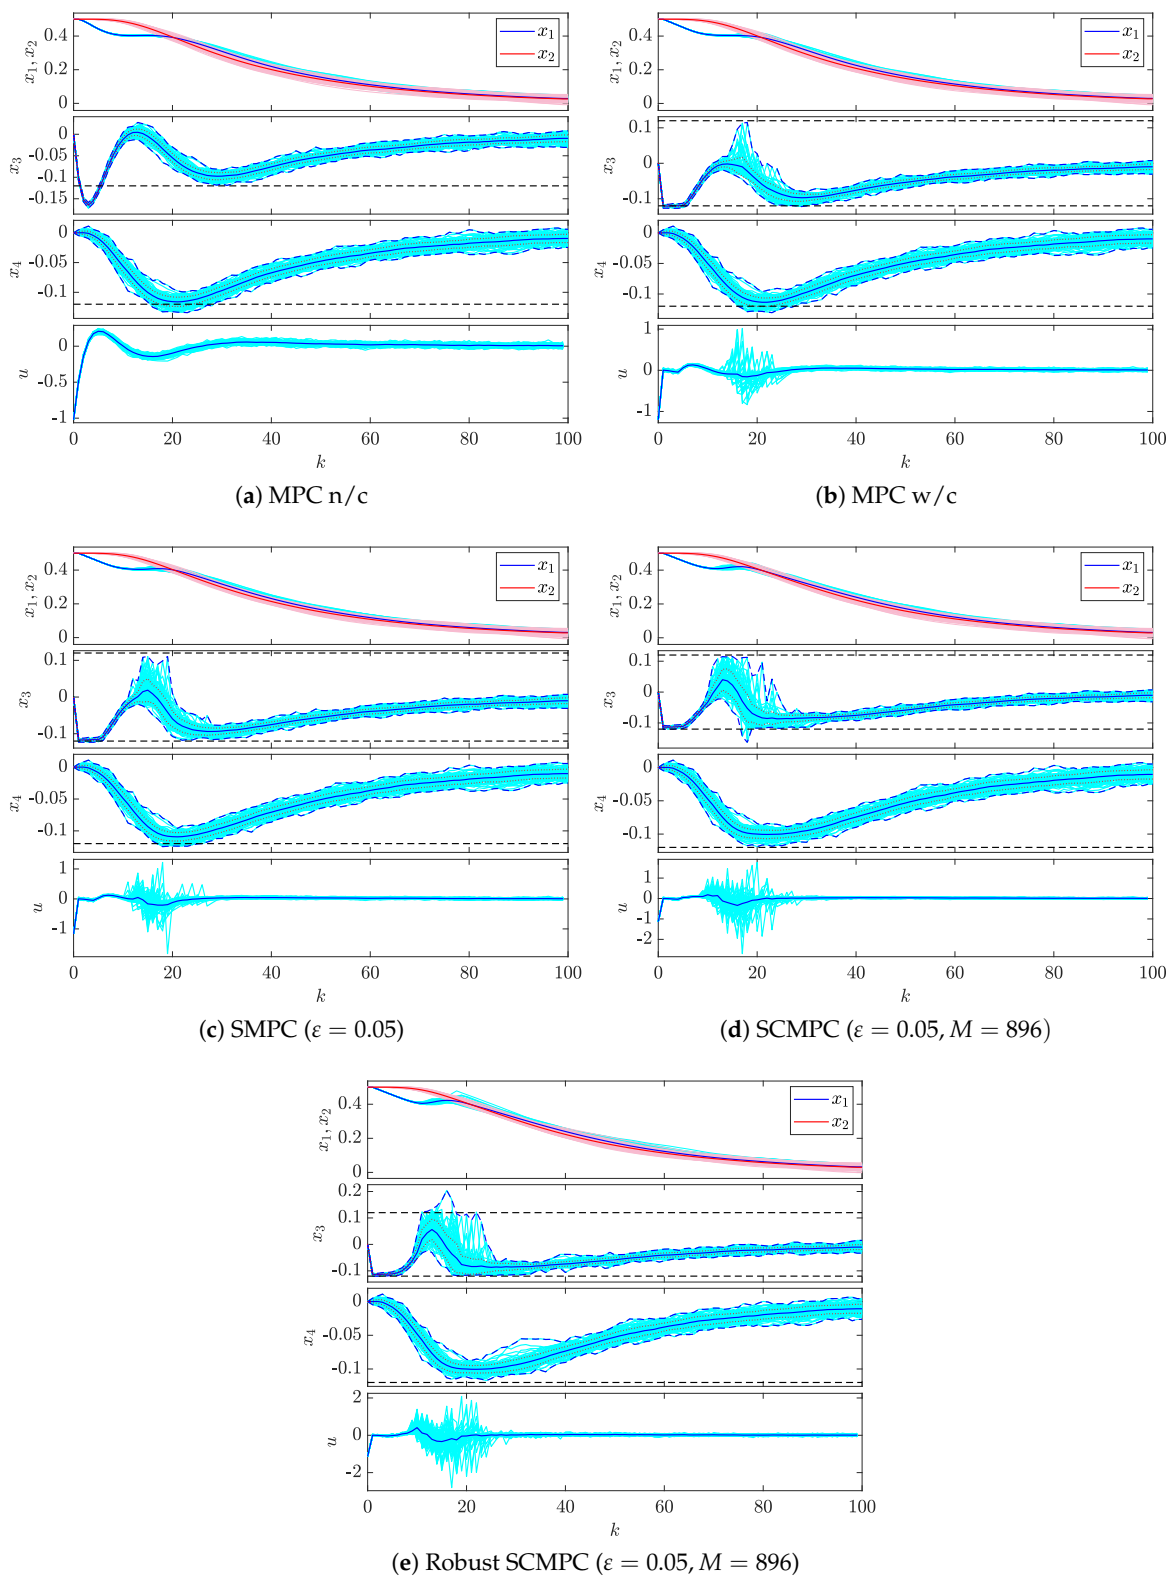 x₁, x₂
0.4
0.2
0
x₁
x₂
x₃
0
-0.05
-0.1
-0.15
x₄
0
-0.05
-0.1
u
0
-0.5
-1
0 20 40 60 80 100
k
(a) MPC n/c
x₁, x₂
0.4
0.2
0
x₁
x₂
x₃
0.1
0
-0.1
x₄
0
-0.05
-0.1
u
1
0
-1
0 20 40 60 80 100
k
(b) MPC w/c
x₁, x₂
0.4
0.2
0
x₁
x₂
x₃
0.1
0
-0.1
x₄
0
-0.05
-0.1
u
1
0
-1
0 20 40 60 80 100
k
(c) SMPC (ε = 0.05)
x₁, x₂
0.4
0.2
0
x₁
x₂
x₃
0.1
0
-0.1
x₄
0
-0.05
-0.1
u
1
0
-1
-2
0 20 40 60 80 100
k
(d) SCMPC (ε = 0.05, M = 896)
x₁, x₂
0.4
0.2
0
x₁
x₂
x₃
0.2
0.1
0
-0.1
x₄
0
-0.05
-0.1
u
2
0
-2
0 20 40 60 80 100
k
(e) Robust SCMPC (ε = 0.05, M = 896)